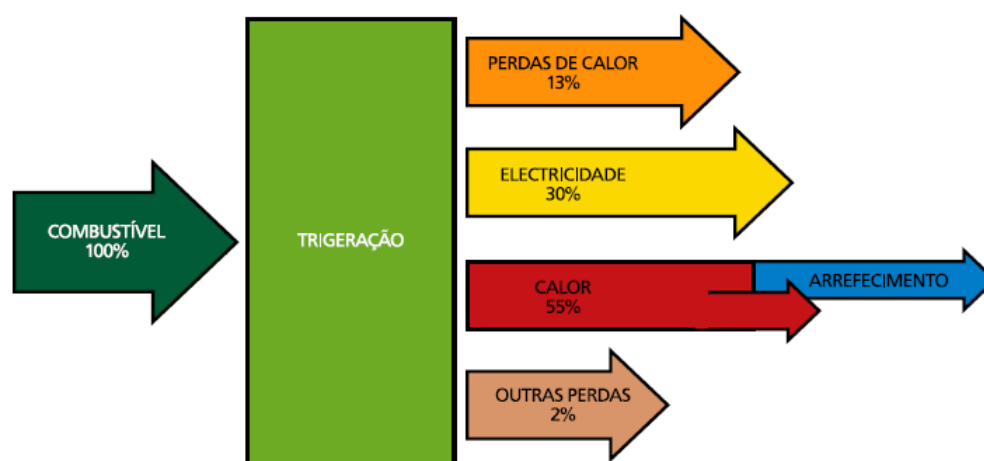 COMBUSTÍVEL
100%
TRIGERAÇÃO
PERDAS DE CALOR
13%
ELECTRICIDADE
30%
CALOR
55%
ARREFECIMENTO
OUTRAS PERDAS
2%